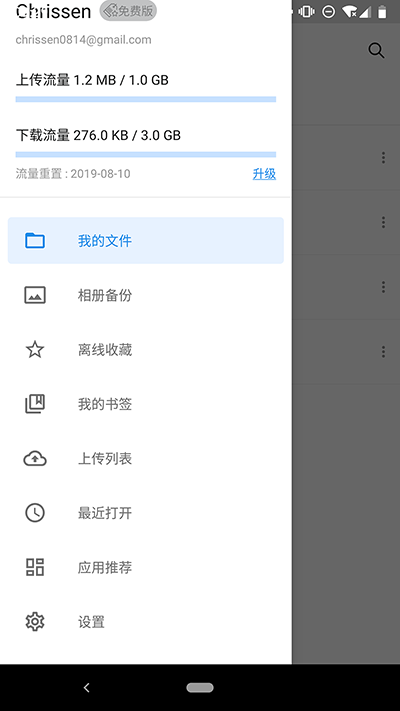 Chrissen 免费版
chrissen0814@gmail.com
上传流量 1.2 MB / 1.0 GB
下载流量 276.0 KB / 3.0 GB
流量重置 : 2019-08-10 升级
我的文件
相册备份
离线收藏
我的书签
上传列表
最近打开
应用推荐
设置